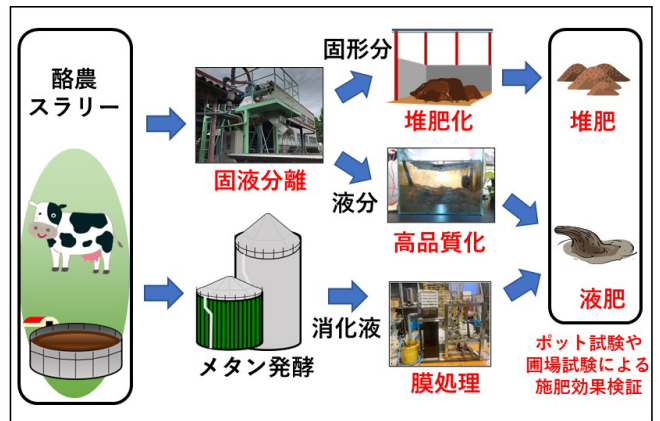 酪農
スラリー
固液分離
固形分
堆肥化
堆肥
液分
高品質化
液肥
メタン発酵
消化液
膜処理
ポット試験や
圃場試験による
施肥効果検証